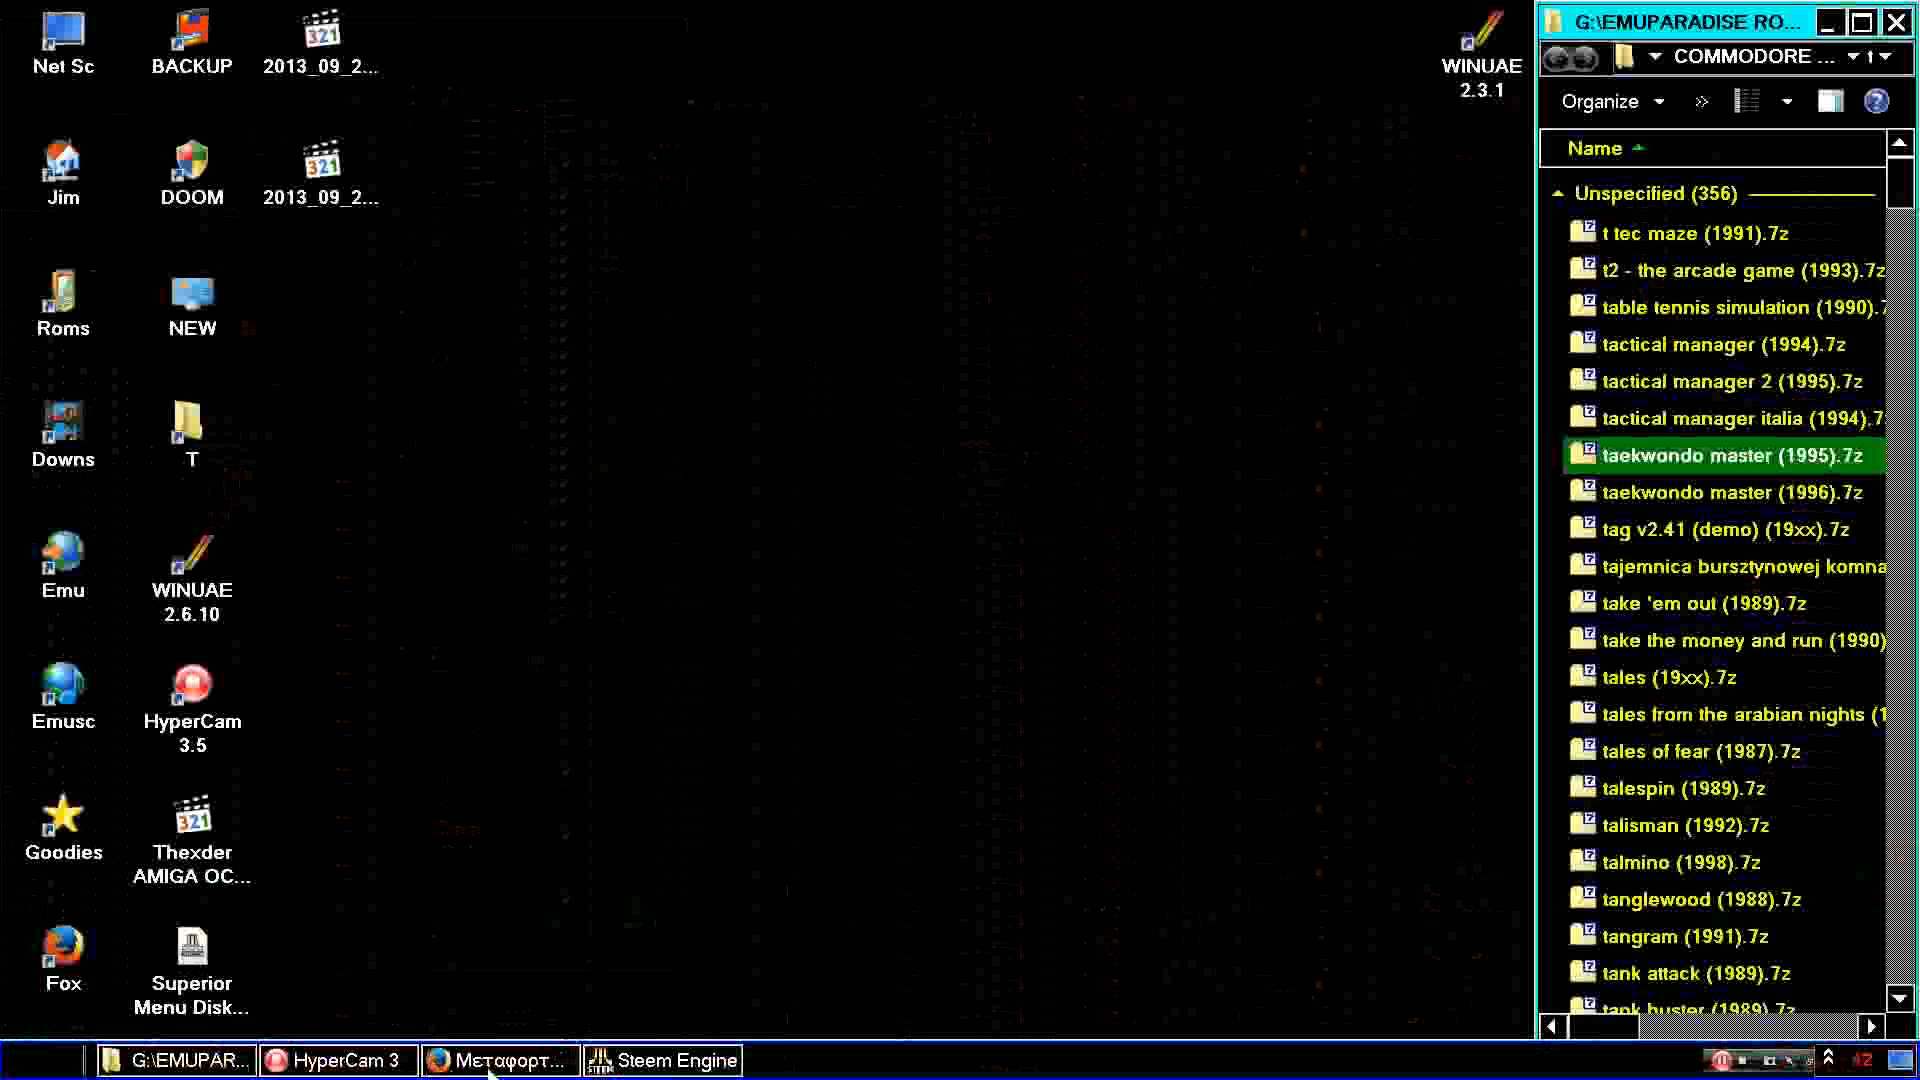 Net Sc
BACKUP
2013_09_2...
WINUAE
2.3.1
Jim
DOOM
2013_09_2...
Roms
NEW
Downs
T
Emu
WINUAE
2.6.10
Emusc
HyperCam
3.5
Goodies
Thexder
AMIGA OC...
Fox
Superior
Menu Disk...
G:\EMUPARADISE RO...
COMMODORE ...
Organize
Name
Unspecified (356)
t tec maze (1991).7z
t2 - the arcade game (1993).7z
table tennis simulation (1990).7
tactical manager (1994).7z
tactical manager 2 (1995).7z
tactical manager italia (1994).7
taekwondo master (1995).7z
taekwondo master (1996).7z
tag v2.41 (demo) (19xx).7z
tajemnica bursztynowej komna
take 'em out (1989).7z
take the money and run (1990)
tales (19xx).7z
tales from the arabian nights (1
tales of fear (1987).7z
talespin (1989).7z
talisman (1992).7z
talmino (1998).7z
tanglewood (1988).7z
tangram (1991).7z
tank attack (1989).7z
tank buster (1989).7z
G:\EMUPAR...
HyperCam 3
Μεταφορτ...
Steem Engine